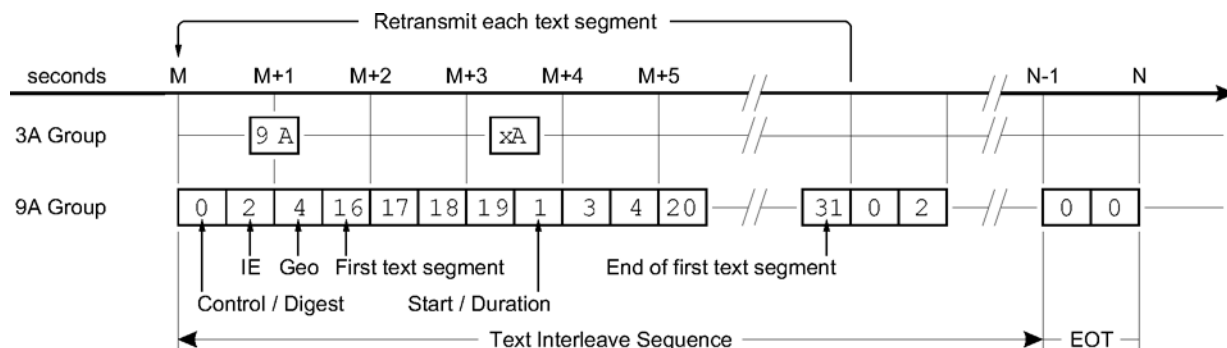 Retransmit each text segment
seconds M M+1 M+2 M+3 M+4 M+5 N-1 N
3A Group 9 A xA
9A Group 0 2 4 16 17 18 19 1 3 4 20 31 0 2 0 0
IE Geo First text segment End of first text segment
Control / Digest Start / Duration
Text Interleave Sequence EOT